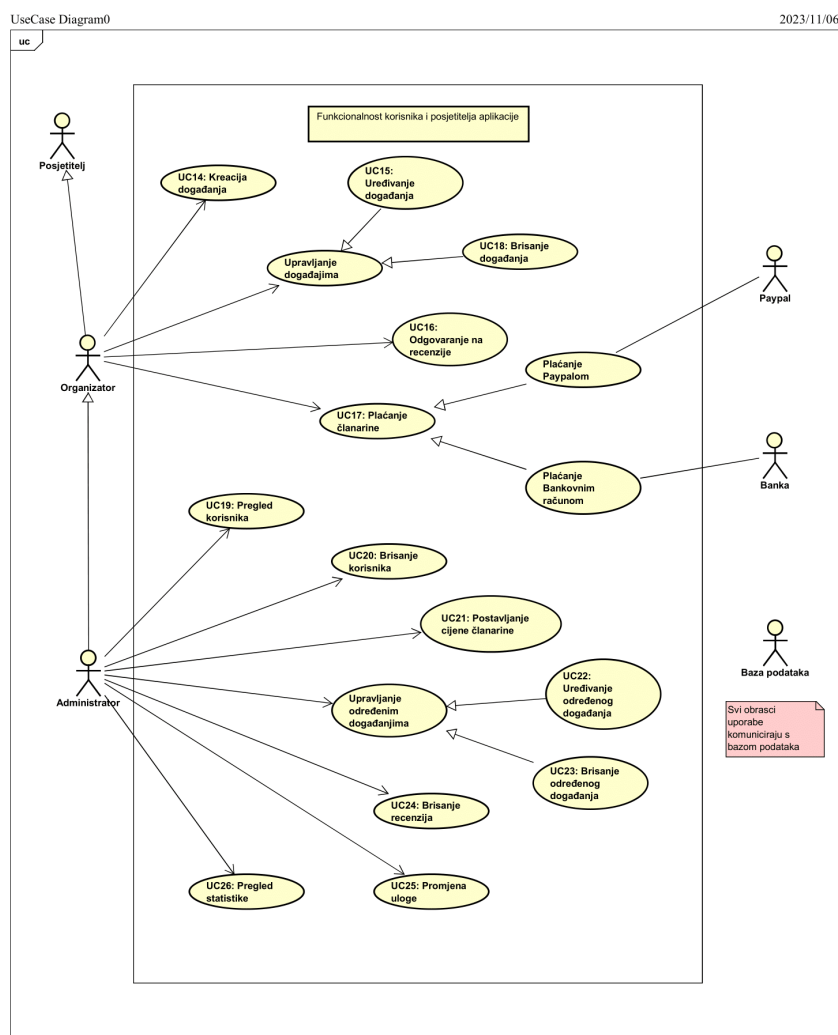 UseCase Diagram0
2023/11/06
uc
Funkcionalnost korisnika i posjetitelja aplikacije
Posjetitelj
UC14: Kreacija
događanja
UC15:
Uređivanje
događanja
Upravljanje
događajima
UC18: Brisanje
događanja
Paypal
UC16:
Odgovaranje na
recenzije
Organizator
Plaćanje
Paypalom
UC17: Plaćanje
članarine
Plaćanje
Bankovnim
računom
Banka
UC19: Pregled
korisnika
UC20: Brisanje
korisnika
UC21: Postavljanje
cijene članarine
Baza podataka
Administrator
Upravljanje
određenim
događanjima
UC22:
Uređivanje
određenog
događanja
Svi obrasci
uporabe
komuniciraju s
bazom podataka
UC23: Brisanje
određenog
događanja
UC24: Brisanje
recenzija
UC26: Pregled
statistike
UC25: Promjena
uloge